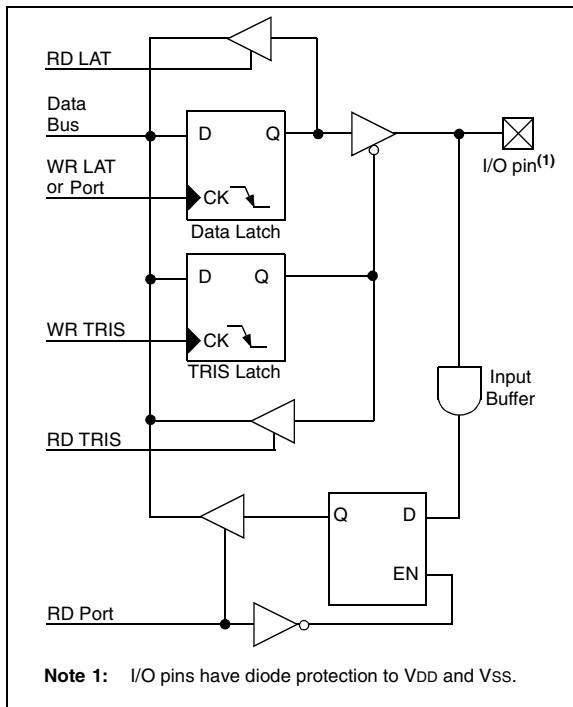 RD LAT
Data
Bus
D Q
WR LAT
or Port
CK
Data Latch
I/O pin(1)
D Q
WR TRIS
CK
TRIS Latch
Input
Buffer
RD TRIS
Q D
EN
RD Port
Note 1: I/O pins have diode protection to VDD and VSS.